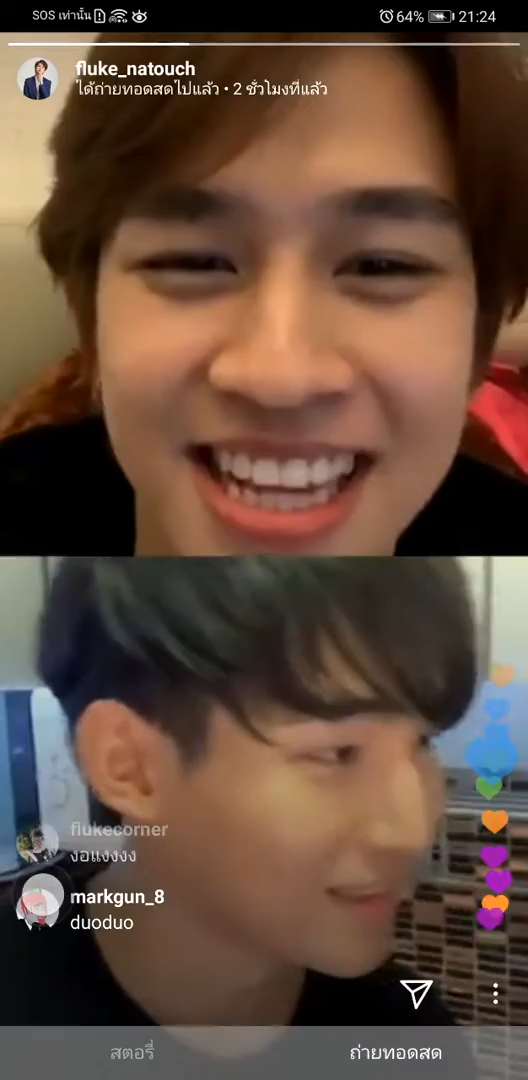 SOS เท่านั้น
64%
21:24
fluke_natouch
ได้ถ่ายทอดสดไปแล้ว • 2 ชั่วโมงที่แล้ว
flukecorner
งอแงงงง
markgun_8
duoduo
สตอรี่
ถ่ายทอดสด